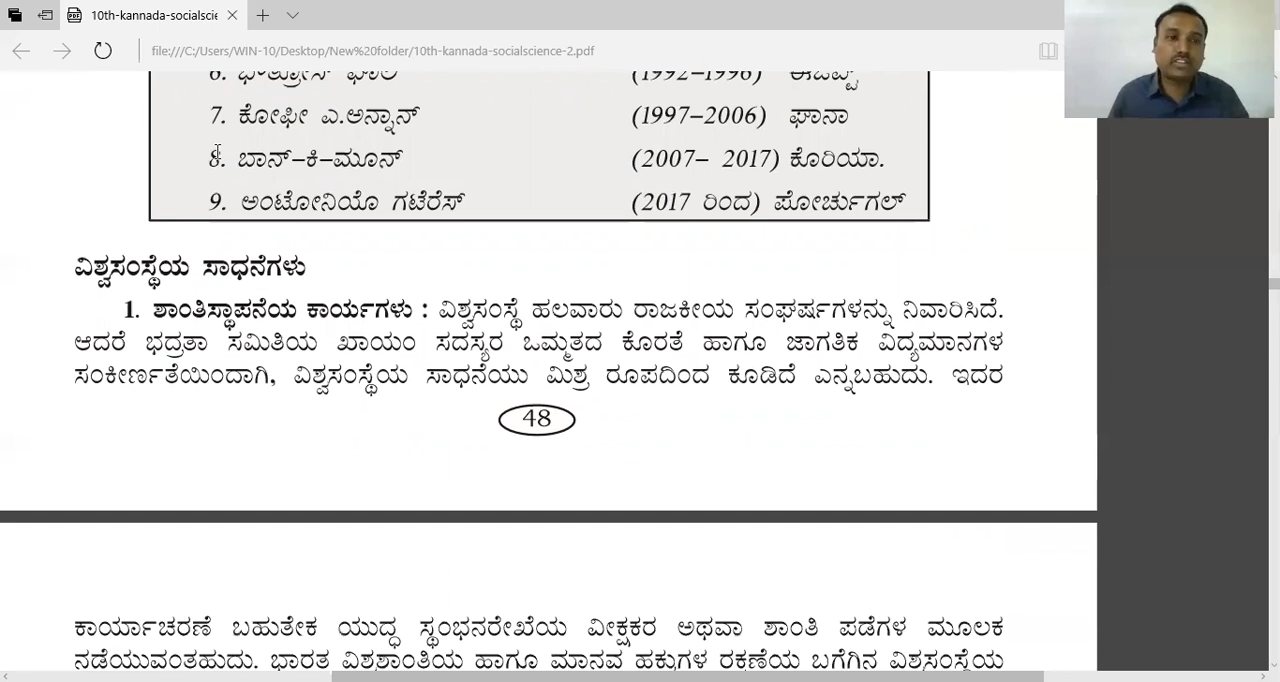 10th-kannada-socialscie
file:///C:/Users/WIN-10/Desktop/New%20folder/10th-kannada-socialscience-2.pdf
6. ಭೌತ್ರೋಸ್ ಘಾಲಿ (1992–1996) ಈಜಿಪ್ಟ್
7. ಕೋಫೀ ಎ.ಅನ್ನಾನ್ (1997–2006) ಘಾನಾ
8. ಬಾನ್–ಕಿ–ಮೂನ್ (2007– 2017) ಕೊರಿಯಾ.
9. ಅಂಟೋನಿಯೊ ಗಟೆರೆಸ್ (2017 ರಿಂದ) ಪೋರ್ಚುಗಲ್
ವಿಶ್ವಸಂಸ್ಥೆಯ ಸಾಧನೆಗಳು
1. ಶಾಂತಿಸ್ಥಾಪನೆಯ ಕಾರ್ಯಗಳು : ವಿಶ್ವಸಂಸ್ಥೆ ಹಲವಾರು ರಾಜಕೀಯ ಸಂಘರ್ಷಗಳನ್ನು ನಿವಾರಿಸಿದೆ.
ಆದರೆ ಭದ್ರತಾ ಸಮಿತಿಯ ಖಾಯಂ ಸದಸ್ಯರ ಒಮ್ಮತದ ಕೊರತೆ ಹಾಗೂ ಜಾಗತಿಕ ವಿದ್ಯಮಾನಗಳ
ಸಂಕೀರ್ಣತೆಯಿಂದಾಗಿ, ವಿಶ್ವಸಂಸ್ಥೆಯ ಸಾಧನೆಯು ಮಿಶ್ರ ರೂಪದಿಂದ ಕೂಡಿದೆ ಎನ್ನಬಹುದು. ಇದರ
48
ಕಾರ್ಯಾಚರಣೆ ಬಹುತೇಕ ಯುದ್ಧ ಸ್ಥಂಭನರೇಖೆಯ ವೀಕ್ಷಕರ ಅಥವಾ ಶಾಂತಿ ಪಡೆಗಳ ಮೂಲಕ
ನಡೆಯುವಂತಹುದು. ಭಾರತ ವಿಶ್ವಶಾಂತಿಯ ಹಾಗೂ ಮಾನವ ಹಕ್ಕುಗಳ ರಕ್ಷಣೆಯ ಬಗೆಗಿನ ವಿಶ್ವಸಂಸ್ಥೆಯ